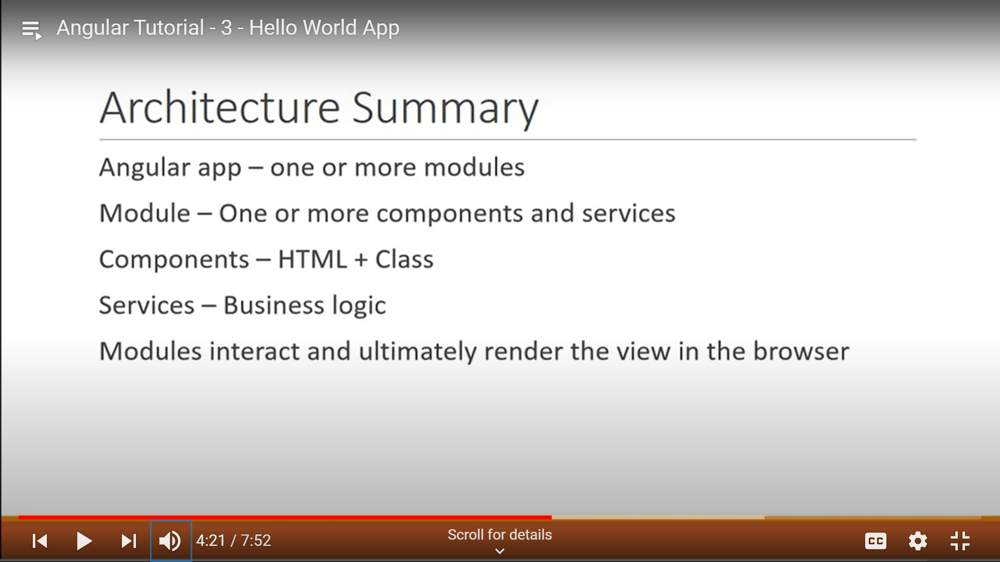 Angular Tutorial - 3 - Hello World App
Architecture Summary
Angular app – one or more modules
Module – One or more components and services
Components – HTML + Class
Services – Business logic
Modules interact and ultimately render the view in the browser
4:21 / 7:52
Scroll for details
CC